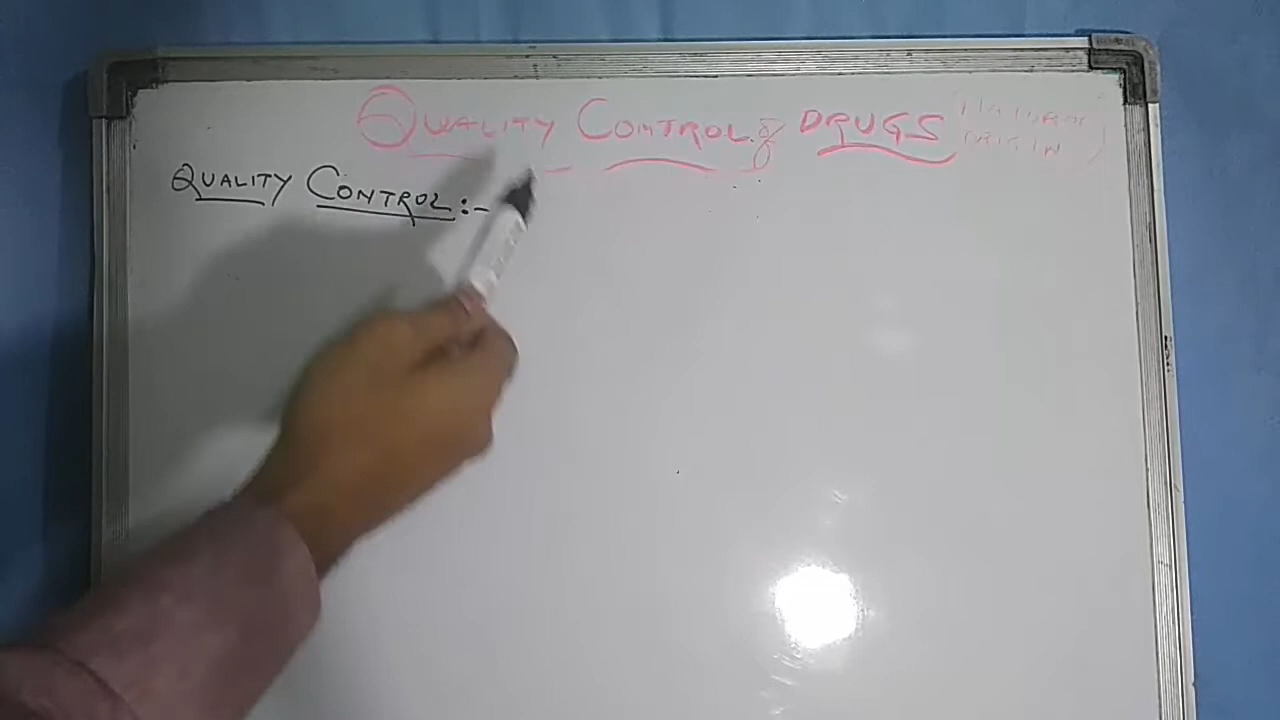 QUALITY CONTROL of DRUGS (NATURAL
ORIGIN)
QUALITY CONTROL:-